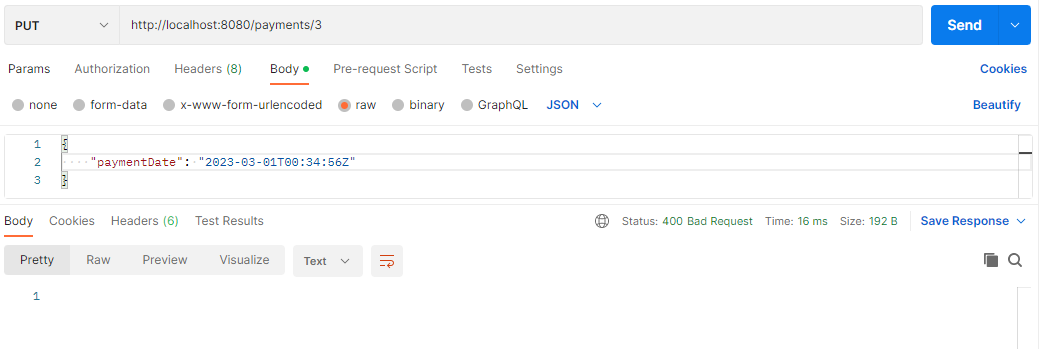 PUT http://localhost:8080/payments/3 Send
Params Authorization Headers (8) Body Pre-request Script Tests Settings Cookies
none form-data x-www-form-urlencoded raw binary GraphQL JSON Beautify
1 {
2 "paymentDate": "2023-03-01T00:34:56Z"
3 }
Body Cookies Headers (6) Test Results Status: 400 Bad Request Time: 16 ms Size: 192 B Save Response
Pretty Raw Preview Visualize Text
1